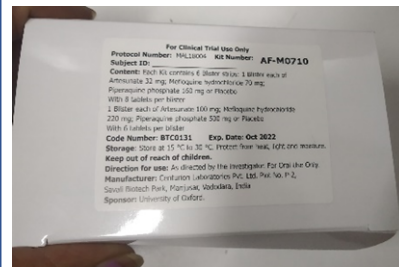 For Clinical Trial Use Only
Protocol Number: MAL18004 Kit Number: AF-M0710
Subject ID:
Content: Each Kit contains 6 Blister Strips: 1 Blister each of
Artesunate 32 mg; Mefloquine hydrochloride 70 mg;
Piperaquine phosphate 160 mg or Placebo
With 8 tablets per blister
1 Blister each of Artesunate 100 mg; Mefloquine hydrochloride
220 mg; Piperaquine phosphate 500 mg or Placebo
With 6 tablets per blister
Code Number: BTC0131 Exp. Date: Oct 2022
Storage: Store at 15 °C to 30 °C. Protect from heat, light and moisture.
Keep out of reach of children.
Direction for use: As directed by the investigator. For Oral Use Only.
Manufacturer: Centurion Laboratories Pvt. Ltd. Plot No. P-2,
Savoli Biotech Park, Manjusar, Vadodara, India
Sponsor: University of Oxford.